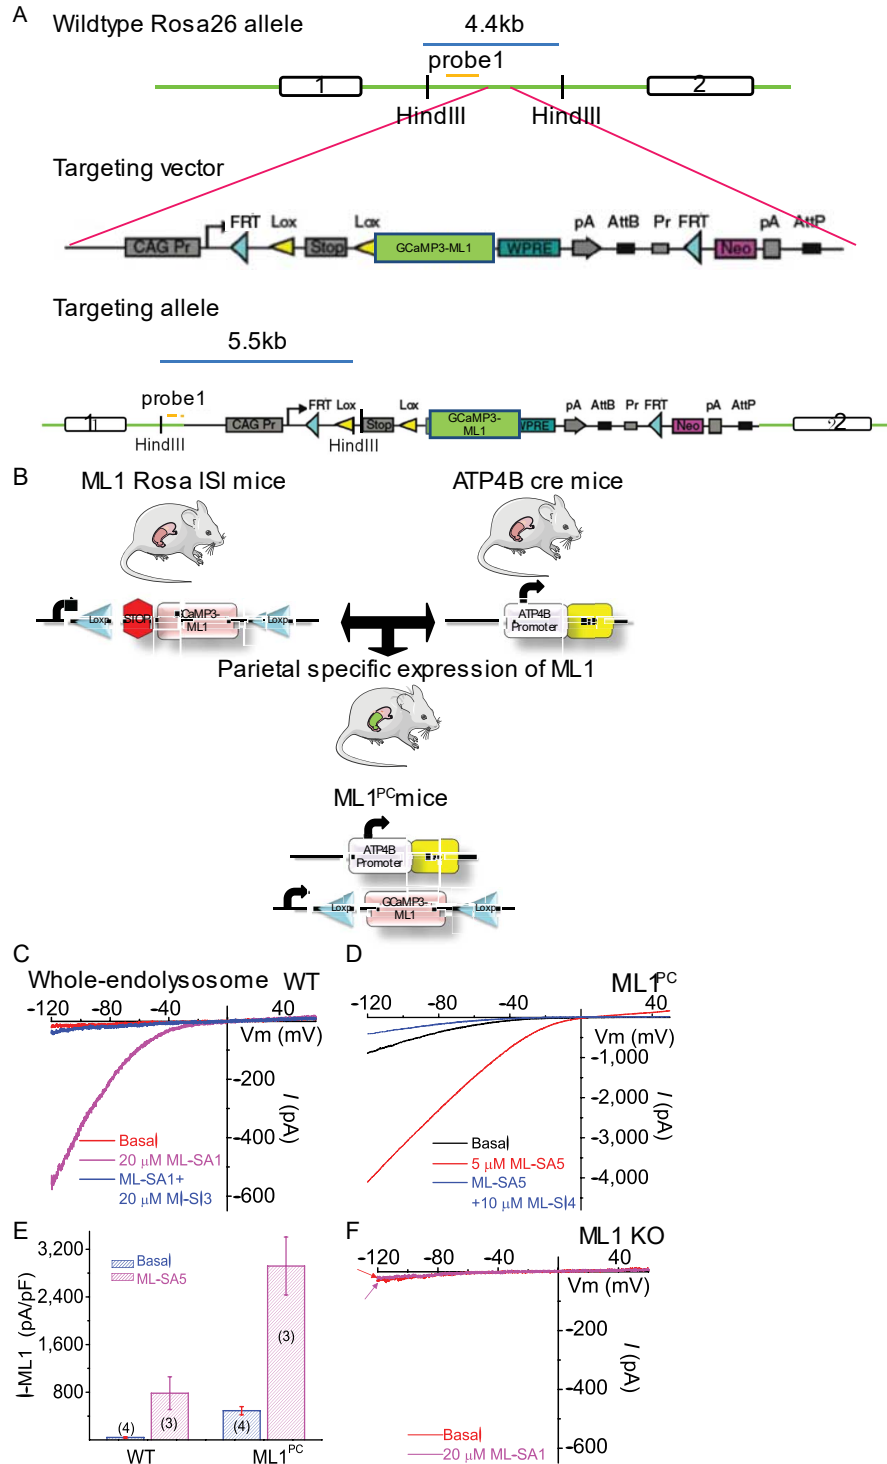 A
Wildtype Rosa26 allele
4.4kb
probe1
1
2
HindIII
HindIII
Targeting vector
FRT
Lox
Lox
pA
AttB
Pr
FRT
pA
AttP
CAG Pr
Stop
GCaMP3-ML1
WPRE
Neo
Targeting allele
5.5kb
probe1
FRT
Lox
Lox
pA
AttB
Pr
FRT
pA
AttP
1
CAG Pr
Stop
GCaMP3-
ML1
WPRE
Neo
2
HindIII
HindIII
B
ML1 Rosa lSl mice
ATP4B cre mice
Loxp
STOP
CaMP3-
ML1
Loxp
ATP4B
Promoter
Parietal specific expression of ML1
ML1PC mice
ATP4B
Promoter
Loxp
GCaMP3-
ML1
Loxp
C
Whole-endolysosome
WT
-120
-80
-40
40
Vm (mV)
-200
-400
-600
I (pA)
Basal
20 μM ML-SA1
ML-SA1+
20 μM Ml-SI3
D
ML1PC
-120
-80
-40
40
Vm (mV)
-1,000
-2,000
-3,000
-4,000
I (pA)
Basal
5 μM ML-SA5
ML-SA5
+10 μM ML-SI4
E
3,200
2,400
1,600
800
I-ML1 (pA/pF)
Basal
ML-SA5
(4)
(3)
(4)
(3)
WT
ML1PC
F
ML1 KO
-120
-80
-40
40
Vm (mV)
-200
-400
-600
I (pA)
Basal
20 μM ML-SA1